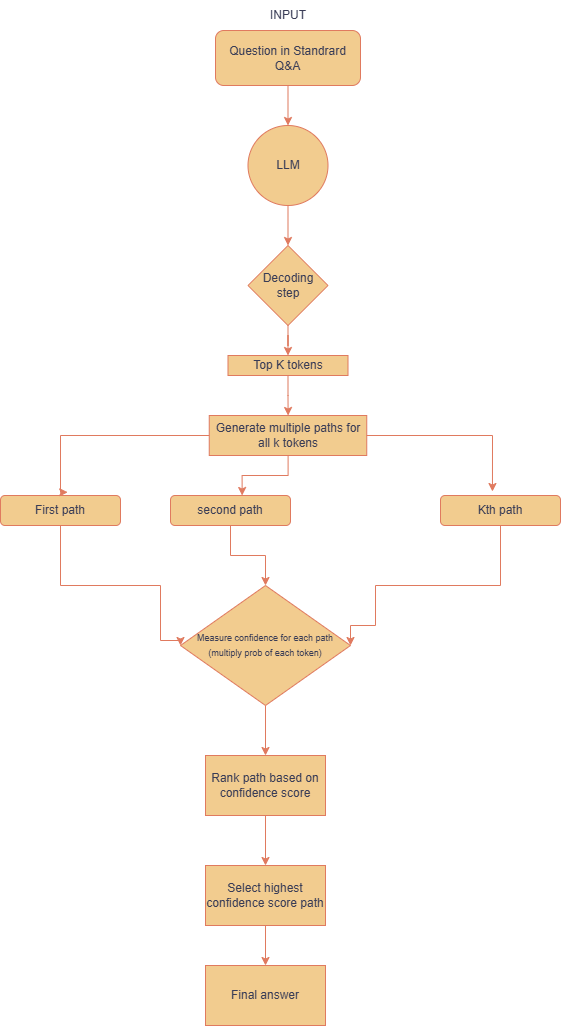 INPUT
Question in Strandrard
Q&A
LLM
Decoding
step
Top K tokens
Generate multiple paths for
all k tokens
First path
second path
Kth path
Measure confidence for each path
(multiply prob of each token)
Rank path based on
confidence score
Select highest
confidence score path
Final answer